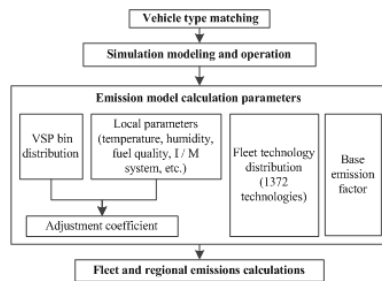 Vehicle type matching
Simulation modeling and operation
Emission model calculation parameters
VSP bin
distribution
Local parameters
(temperature, humidity,
fuel quality, I / M
system, etc.)
Adjustment coefficient
Fleet technology
distribution
(1372
technologies)
Base
emission
factor
Fleet and regional emissions calculations